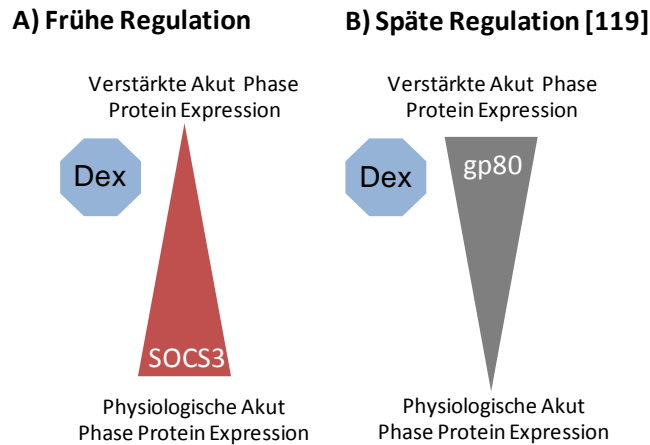 A) Frühe Regulation
Verstärkte Akut Phase
Protein Expression
Dex
SOCS3
Physiologische Akut
Phase Protein Expression
B) Späte Regulation [119]
Verstärkte Akut Phase
Protein Expression
Dex
gp80
Physiologische Akut
Phase Protein Expression